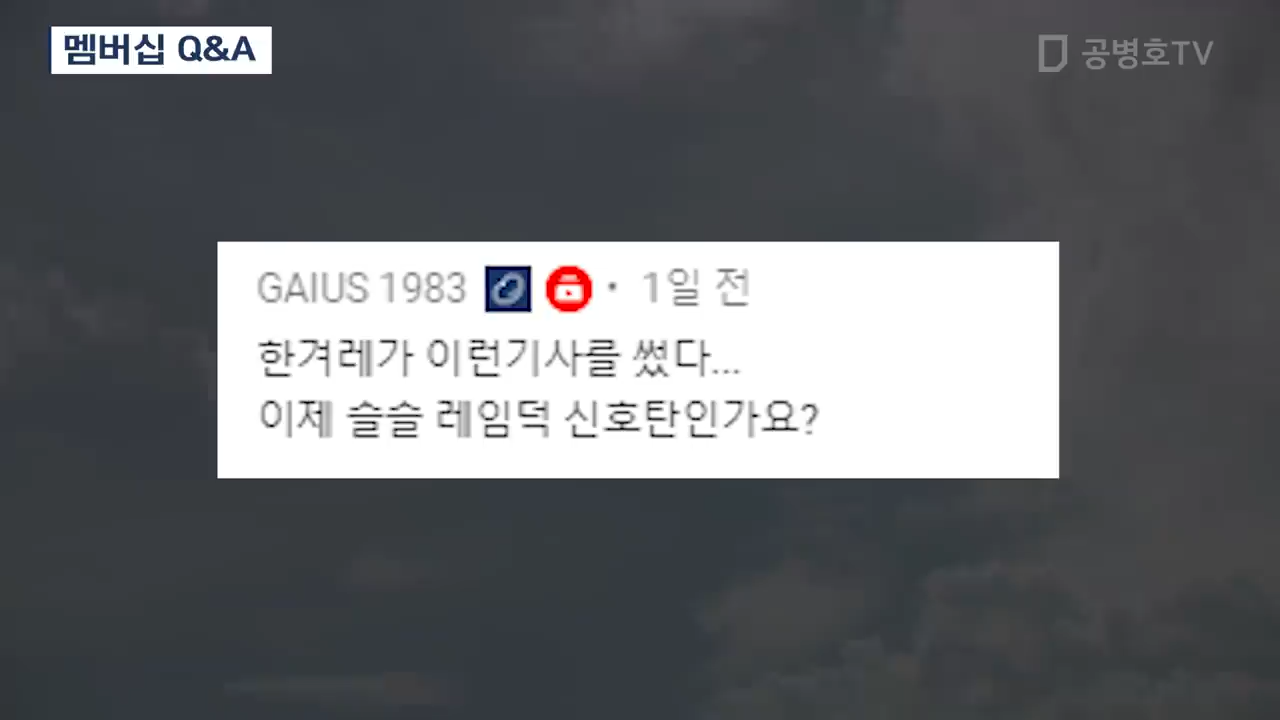 멤버십 Q&A
공병호TV
GAIUS 1983 · 1일 전
한겨레가 이런기사를 썼다...
이제 슬슬 레임덕 신호탄인가요?